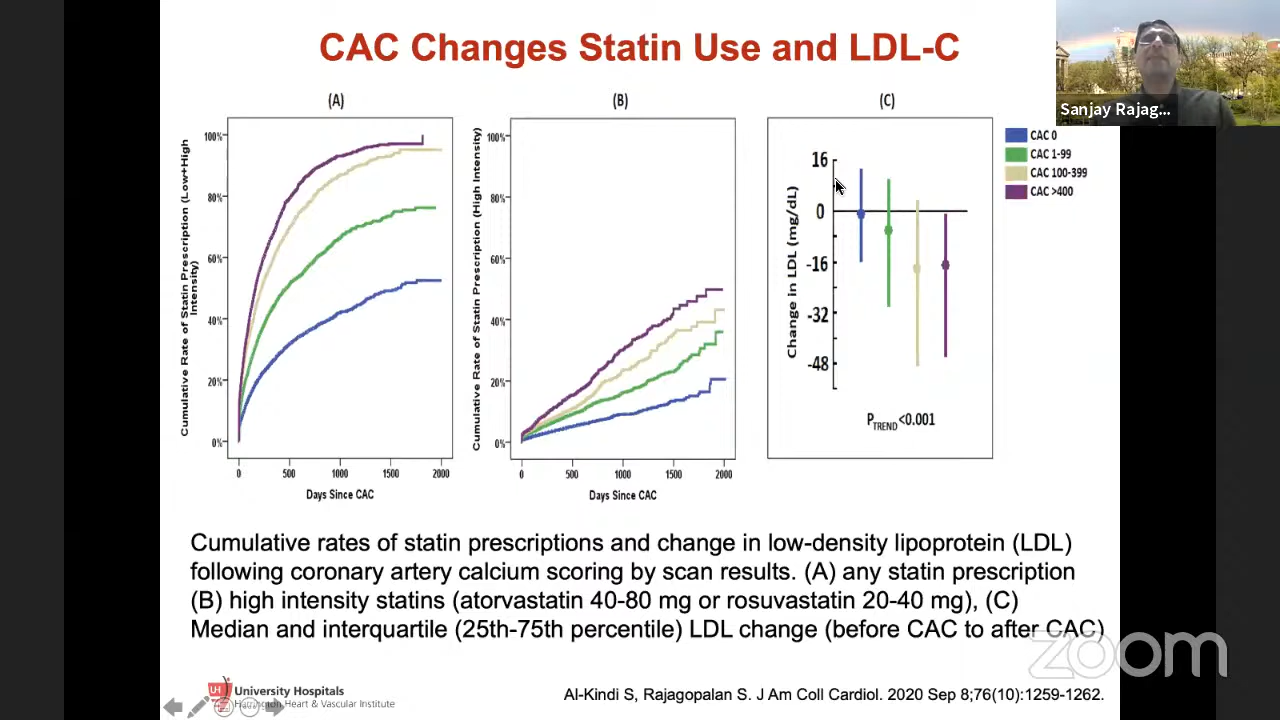 CAC Changes Statin Use and LDL-C
Sanjay Rajag...
(A)
(B)
(C)
CAC 0
CAC 1-99
CAC 100-399
CAC >400
Cumulative Rate of Statin Prescription (Low+High
Intensity)
100%
80%
60%
40%
20%
0%
0
500
1000
1500
2000
Days Since CAC
Cumulative Rate of Statin Prescription (High Intensity)
100%
80%
60%
40%
20%
0%
0
500
1000
1500
2000
Days Since CAC
Change in LDL (mg/dL)
16
0
-16
-32
-48
PTREND<0.001
Cumulative rates of statin prescriptions and change in low-density lipoprotein (LDL)
following coronary artery calcium scoring by scan results. (A) any statin prescription
(B) high intensity statins (atorvastatin 40-80 mg or rosuvastatin 20-40 mg), (C)
Median and interquartile (25th-75th percentile) LDL change (before CAC to after CAC)
zoom
UH
University Hospitals
Harrington Heart & Vascular Institute
Al-Kindi S, Rajagopalan S. J Am Coll Cardiol. 2020 Sep 8;76(10):1259-1262.